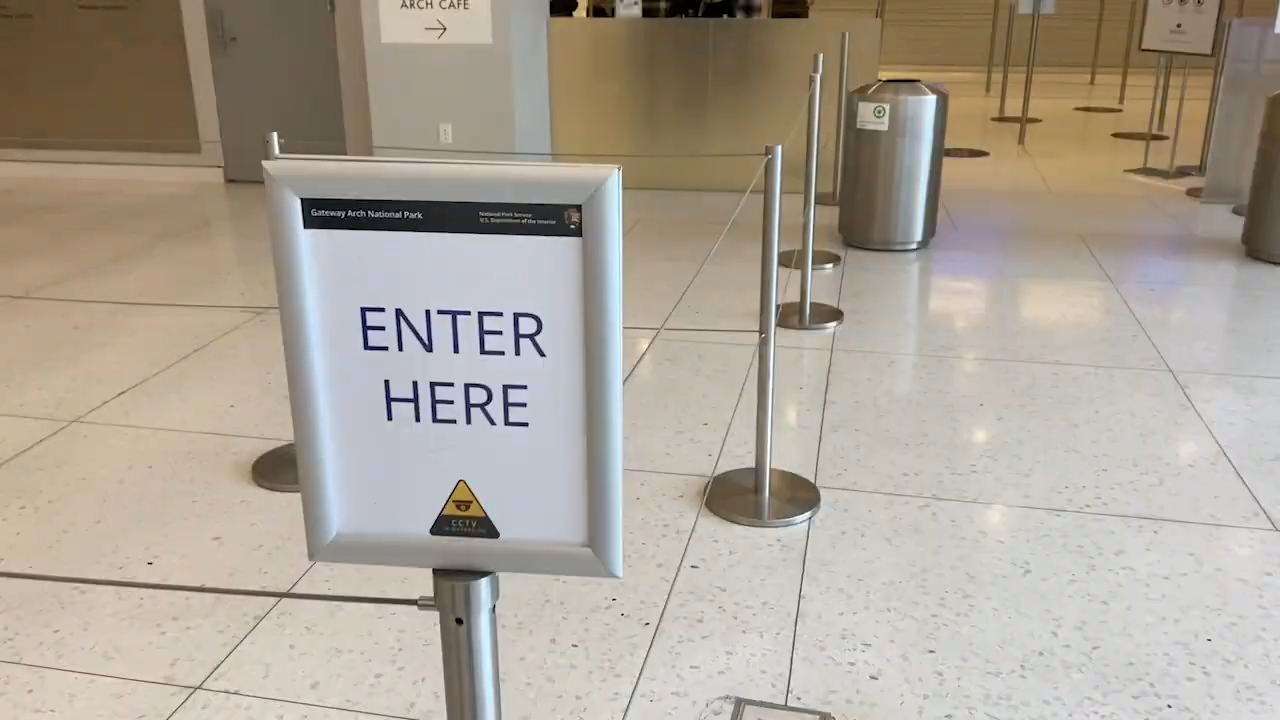 ARCH CAFE
→
Gateway Arch National Park
National Park Service
U.S. Department of the Interior
ENTER
HERE
CCTV